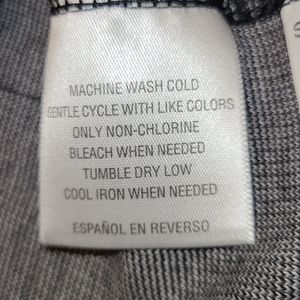 MACHINE WASH COLD
GENTLE CYCLE WITH LIKE COLORS
ONLY NON-CHLORINE
BLEACH WHEN NEEDED
TUMBLE DRY LOW
COOL IRON WHEN NEEDED
ESPAÑOL EN REVERSO